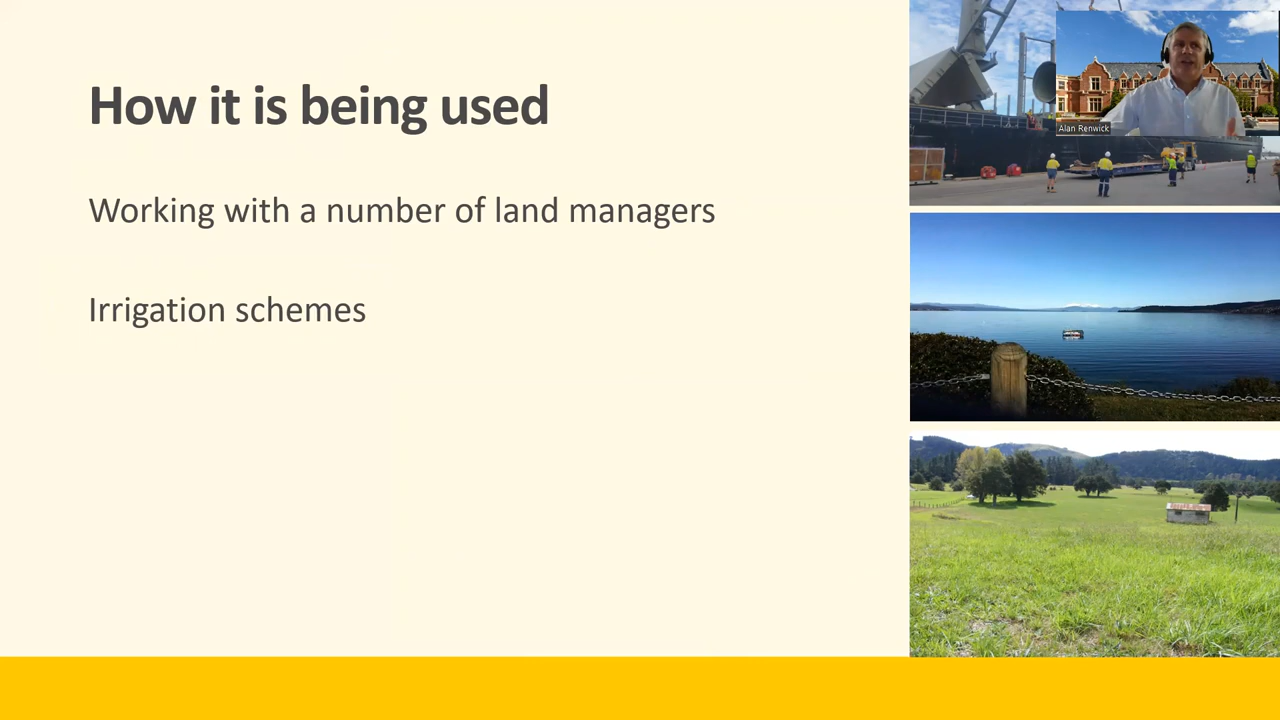 How it is being used
Working with a number of land managers
Irrigation schemes
Alan Renwick